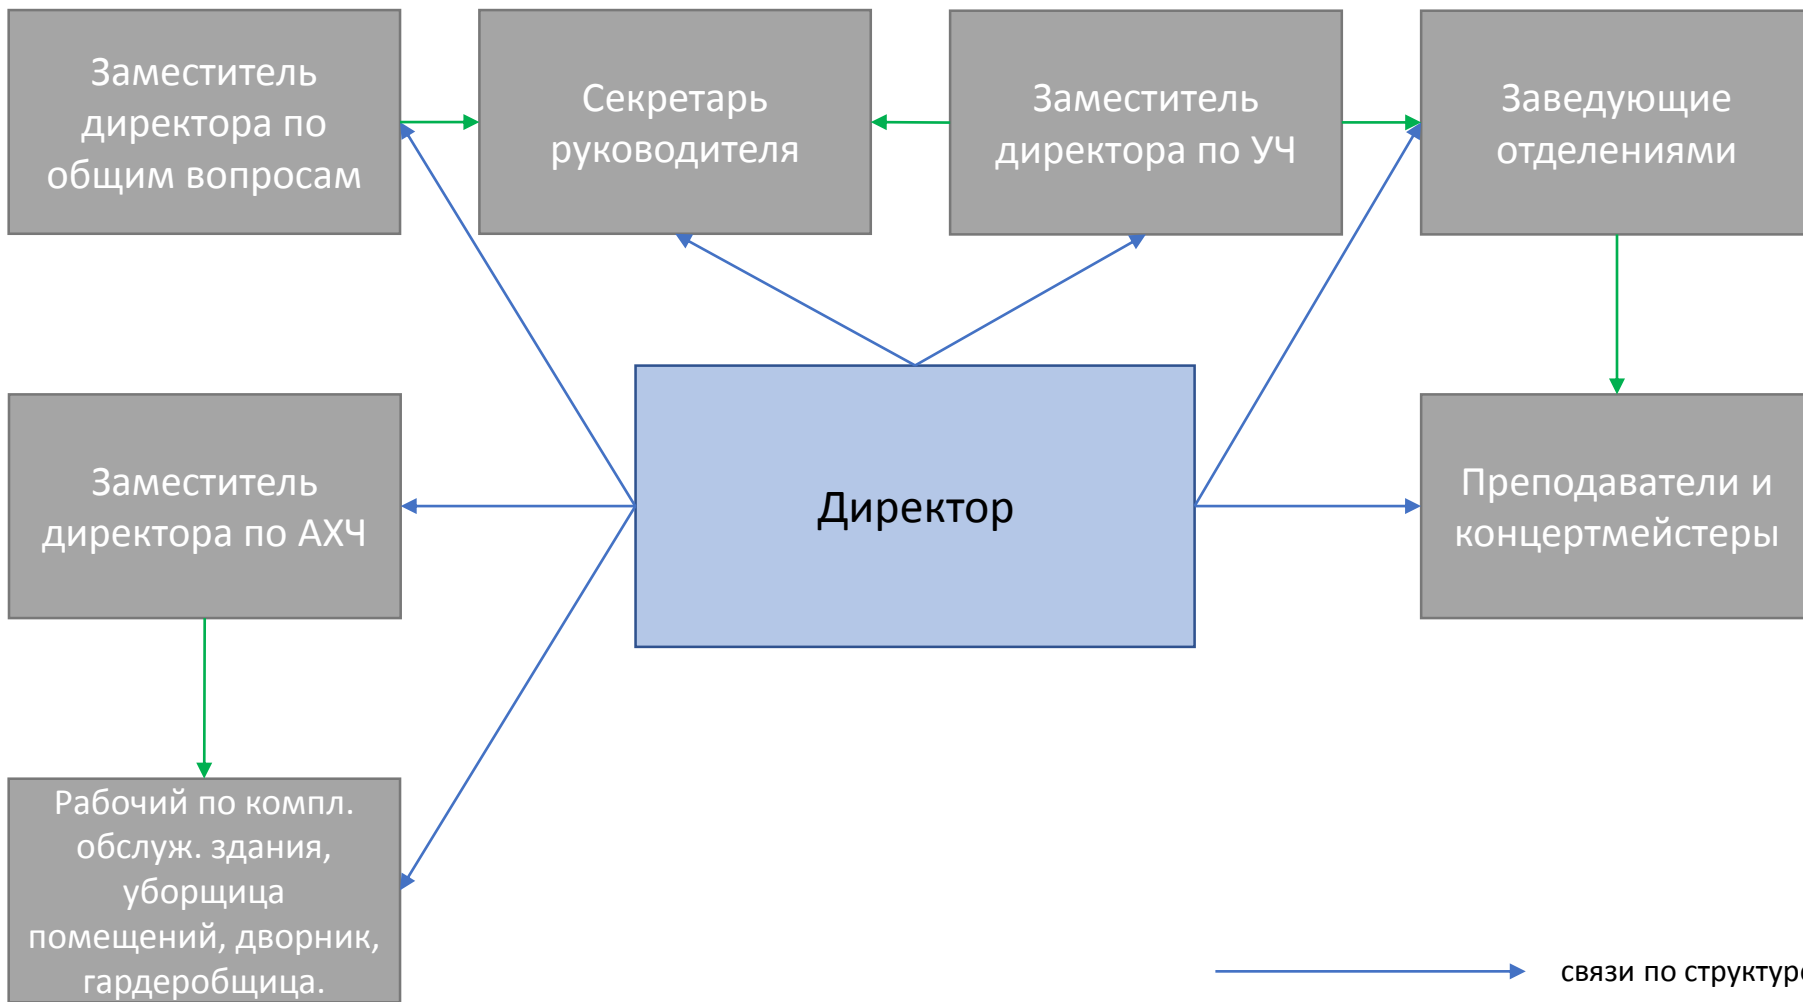 Заместитель
директора по
общим вопросам
Секретарь
руководителя
Заместитель
директора по УЧ
Заведующие
отделениями
Заместитель
директора по АХЧ
Директор
Преподаватели и
концертмейстеры
Рабочий по компл.
обслуж. здания,
уборщица
помещений, дворник,
гардеробщица.
связи по структуре